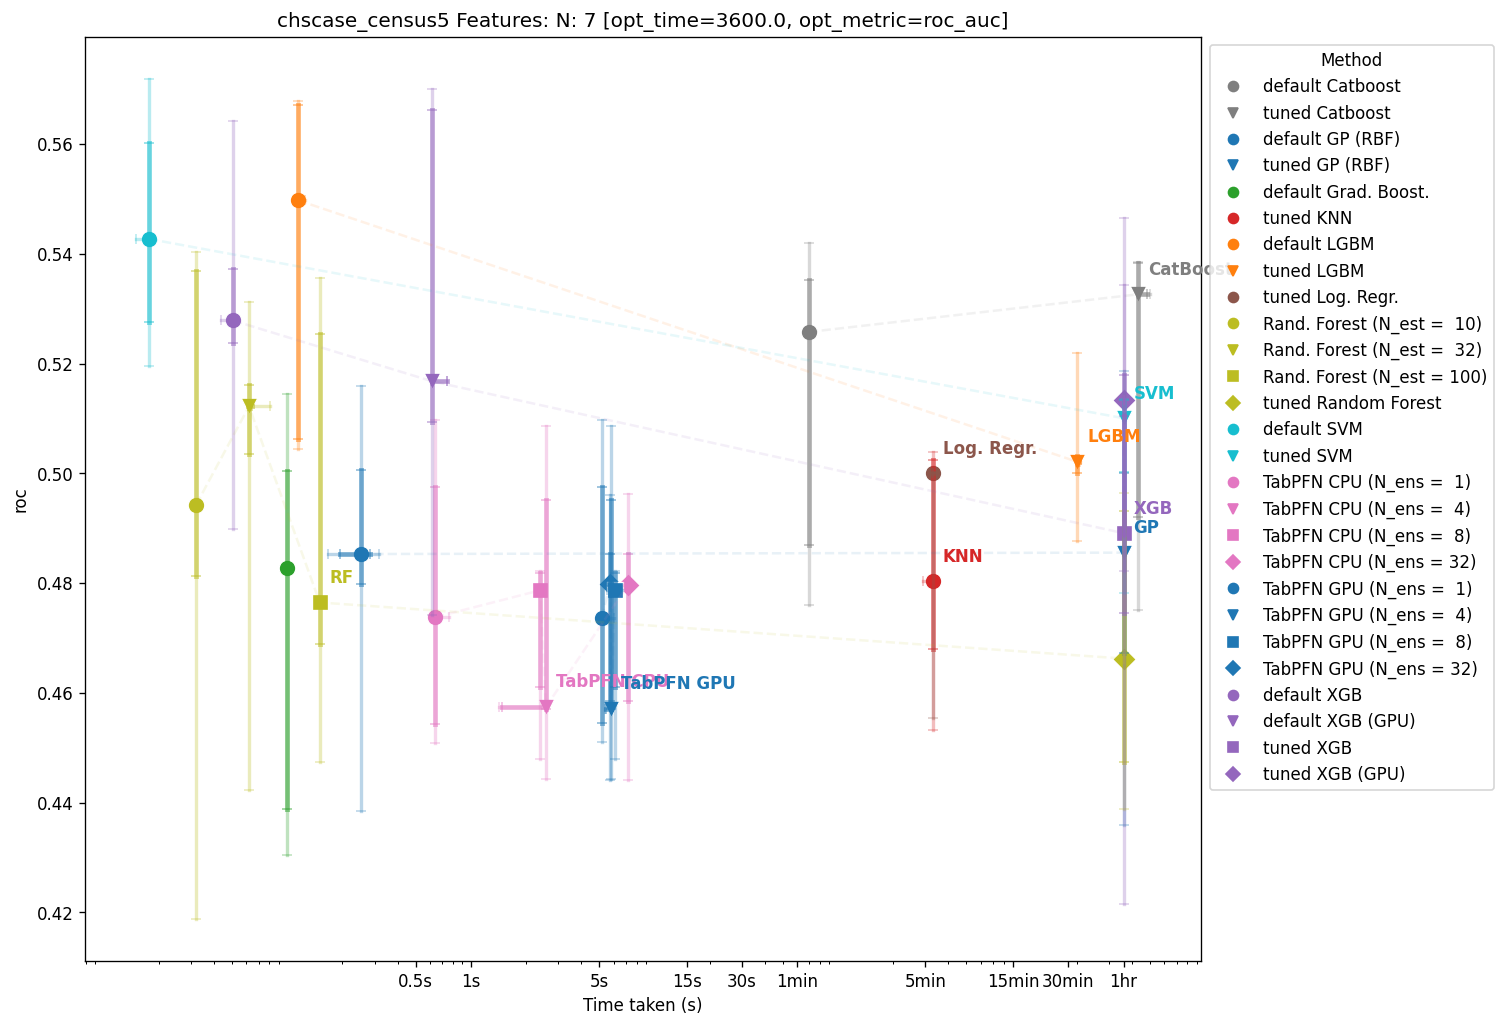 chscase_census5 Features: N: 7 [opt_time=3600.0, opt_metric=roc_auc]
roc
0.56
0.54
0.52
0.50
0.48
0.46
0.44
0.42
CatBoost
SVM
LGBM
Log. Regr.
XGB
GP
KNN
RF
TabPFN CPU
TabPFN GPU
0.5s 1s 5s 15s 30s 1min 5min 15min 30min 1hr
Time taken (s)
Method
default Catboost
tuned Catboost
default GP (RBF)
tuned GP (RBF)
default Grad. Boost.
tuned KNN
default LGBM
tuned LGBM
tuned Log. Regr.
Rand. Forest (N_est =  10)
Rand. Forest (N_est =  32)
Rand. Forest (N_est = 100)
tuned Random Forest
default SVM
tuned SVM
TabPFN CPU (N_ens =  1)
TabPFN CPU (N_ens =  4)
TabPFN CPU (N_ens =  8)
TabPFN CPU (N_ens = 32)
TabPFN GPU (N_ens =  1)
TabPFN GPU (N_ens =  4)
TabPFN GPU (N_ens =  8)
TabPFN GPU (N_ens = 32)
default XGB
default XGB (GPU)
tuned XGB
tuned XGB (GPU)